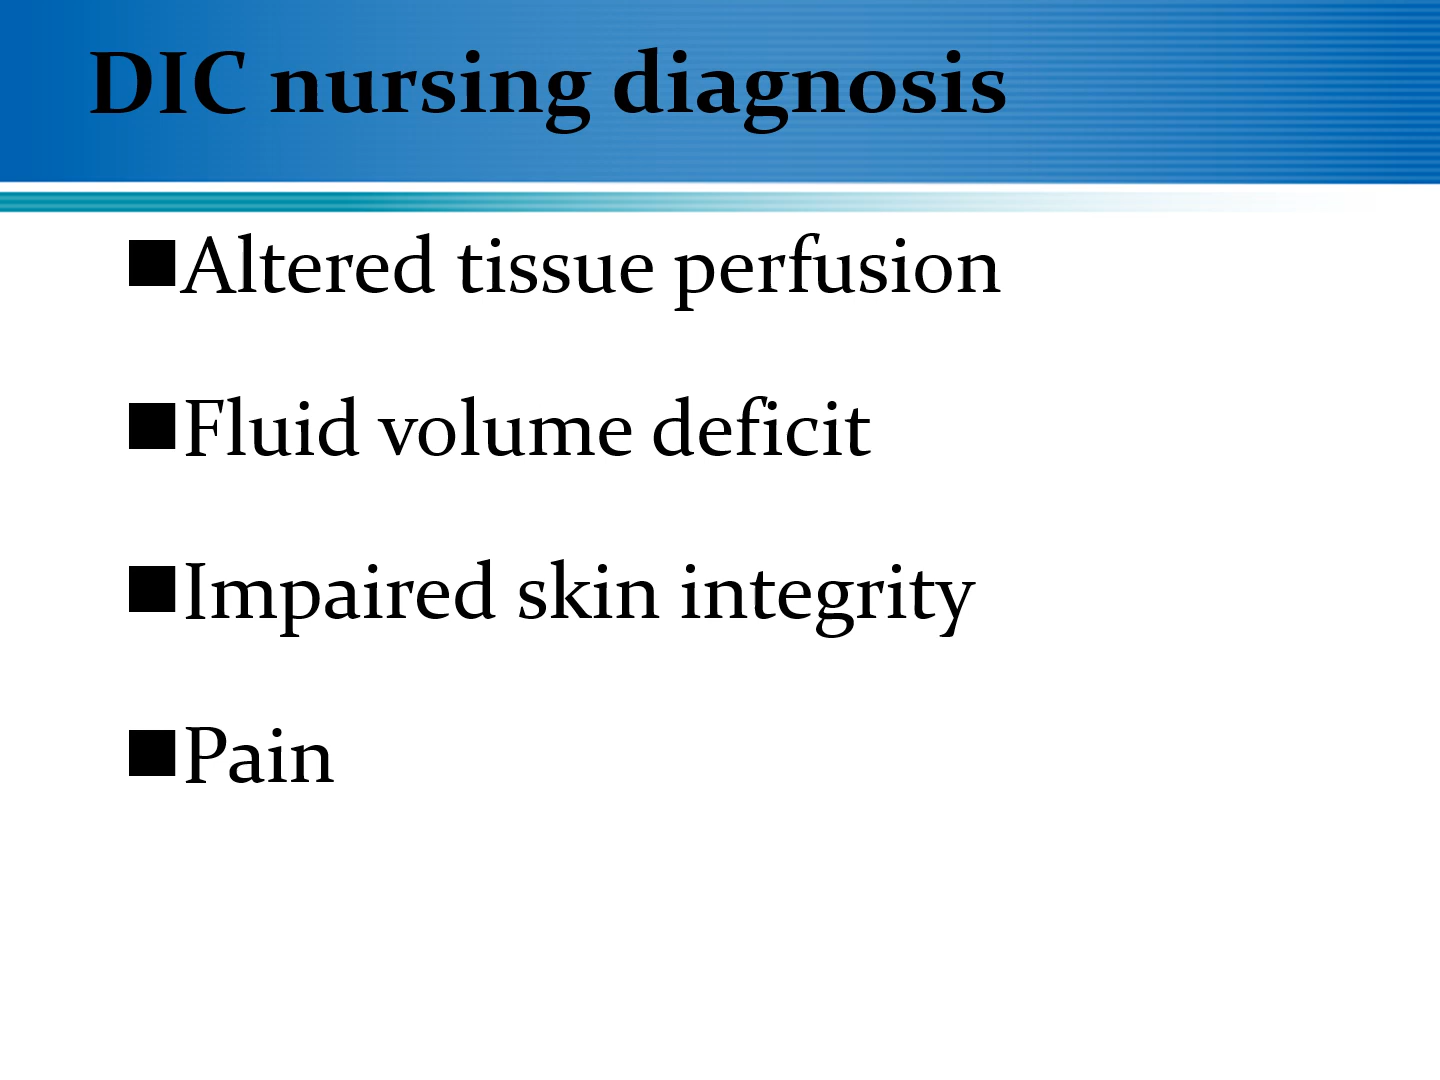 DIC nursing diagnosis
■Altered tissue perfusion
■Fluid volume deficit
■Impaired skin integrity
■Pain